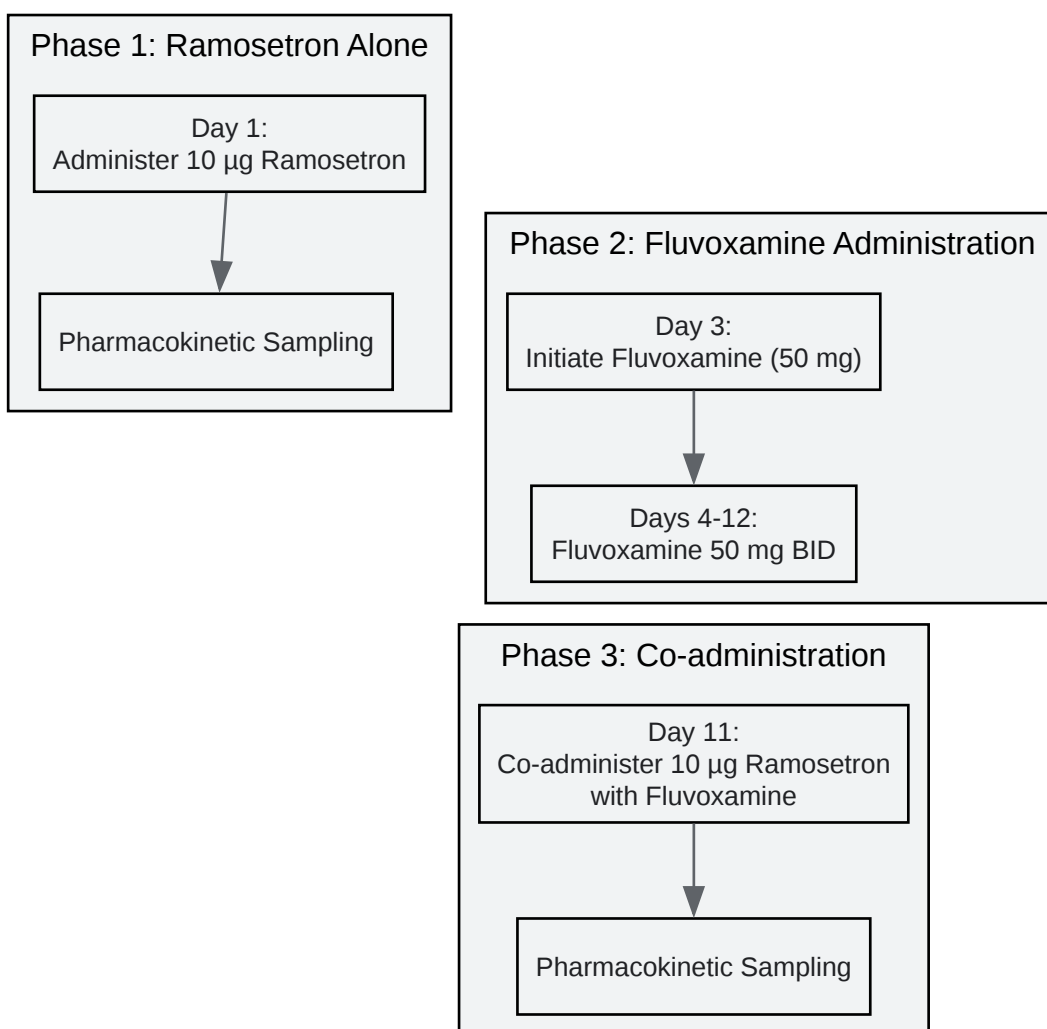 Phase 1: Ramosetron Alone
Day 1:
Administer 10 µg Ramosetron
Pharmacokinetic Sampling
Phase 2: Fluvoxamine Administration
Day 3:
Initiate Fluvoxamine (50 mg)
Days 4-12:
Fluvoxamine 50 mg BID
Phase 3: Co-administration
Day 11:
Co-administer 10 µg Ramosetron
with Fluvoxamine
Pharmacokinetic Sampling